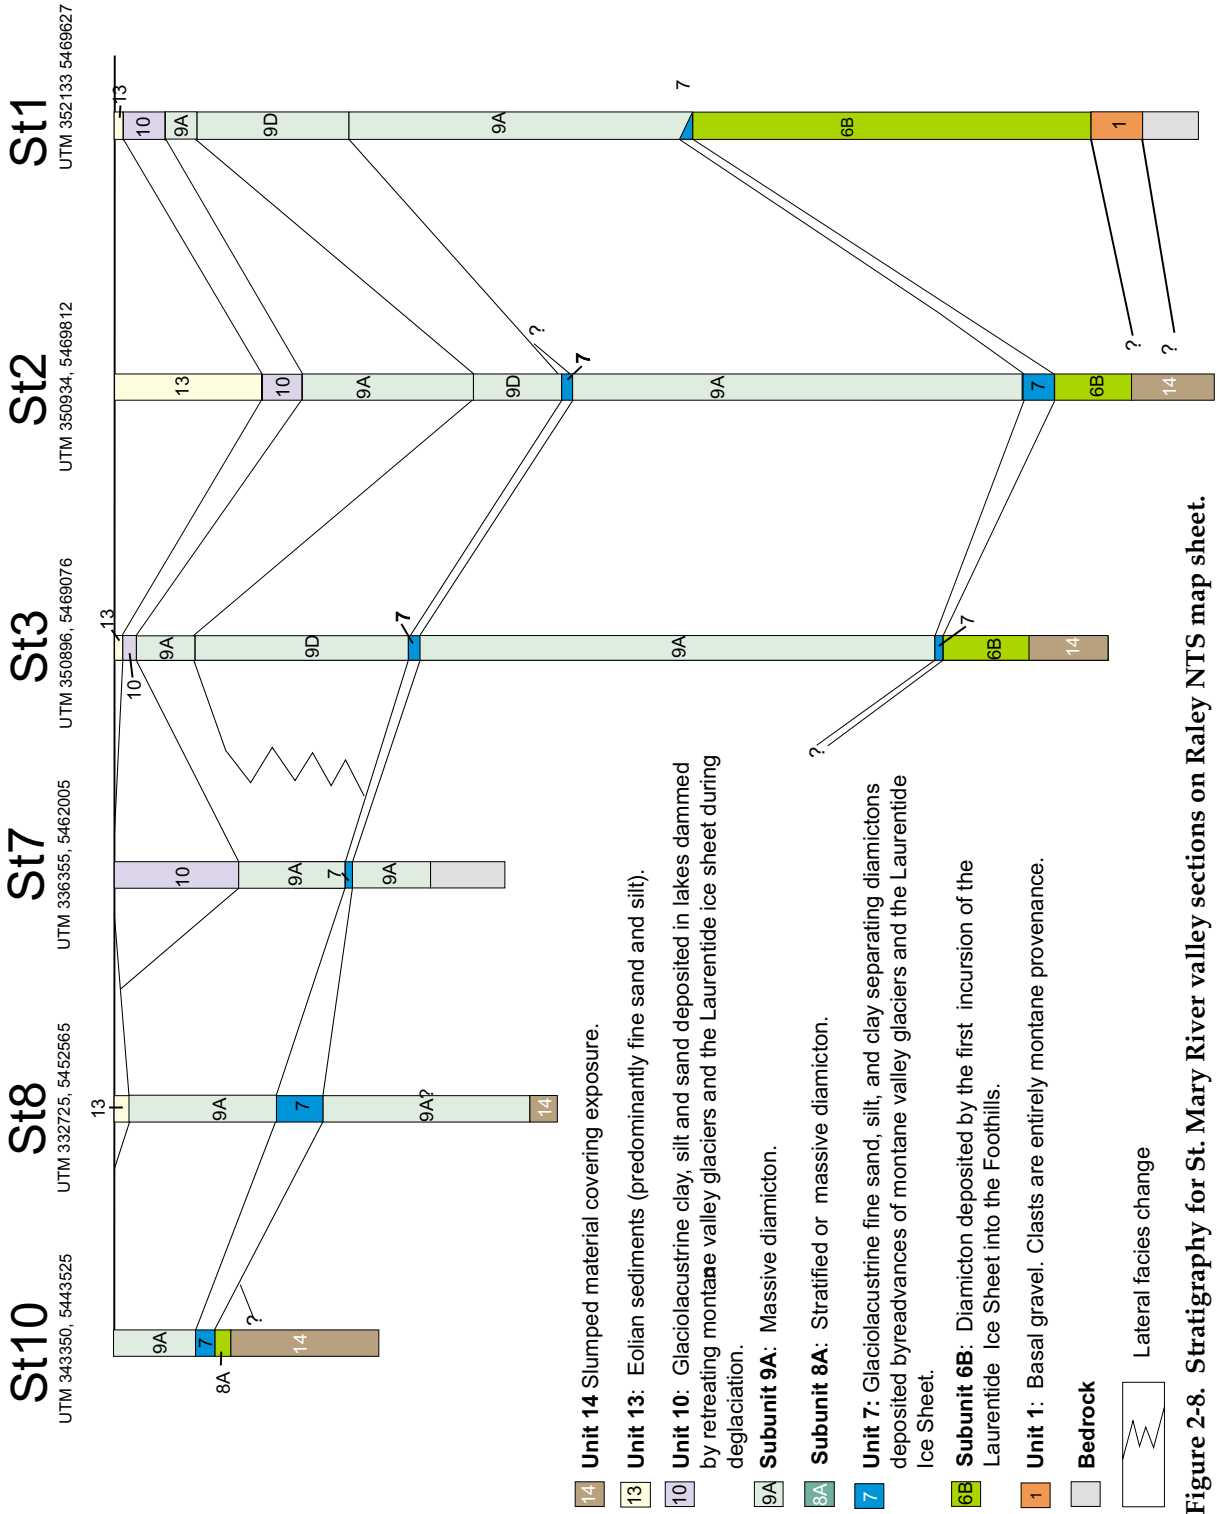 St10
UTM 343350, 5443525
9A
7
8A
?
14
St8
UTM 332725, 5452565
13
9A
7
9A?
14
St7
UTM 336355, 5462005
10
9A
7
9A
St3
UTM 350896, 5469076
13
10
9A
9D
7
9A
7
?
6B
14
St2
UTM 350934, 5469812
13
10
9A
9D
?
7
9A
7
6B
14
St1
UTM 352133 5469627
13
10
9A
9D
9A
7
6B
1
?
?
14 Unit 14 Slumped material covering exposure.
13 Unit 13: Eolian sediments (predominantly fine sand and silt).
10 Unit 10: Glaciolacustrine clay, silt and sand deposited in lakes dammed
by retreating montane valley glaciers and the Laurentide ice sheet during
deglaciation.
9A Subunit 9A: Massive diamicton.
8A Subunit 8A: Stratified or massive diamicton.
7 Unit 7: Glaciolacustrine fine sand, silt, and clay separating diamictons
deposited byreadvances of montane valley glaciers and the Laurentide
Ice Sheet.
6B Subunit 6B: Diamicton deposited by the first incursion of the
Laurentide Ice Sheet into the Foothills.
1 Unit 1: Basal gravel. Clasts are entirely montane provenance.
Bedrock
Lateral facies change
Figure 2-8. Stratigraphy for St. Mary River valley sections on Raley NTS map sheet.